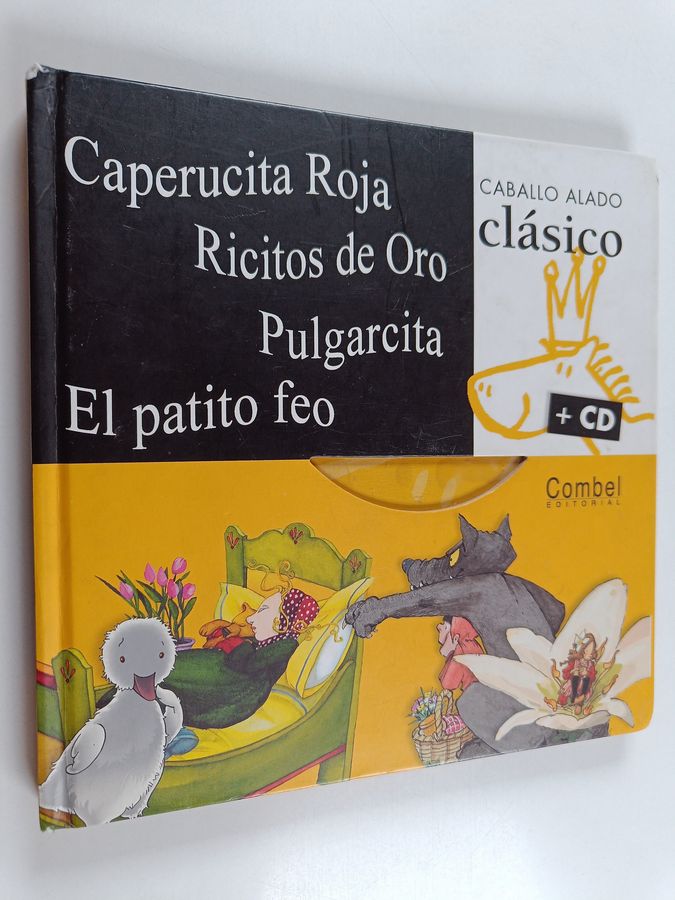 Caperucita Roja
Ricitos de Oro
Pulgarcita
El patito feo
CABALLO ALADO
clásico
+ CD
Combel
EDITORIAL